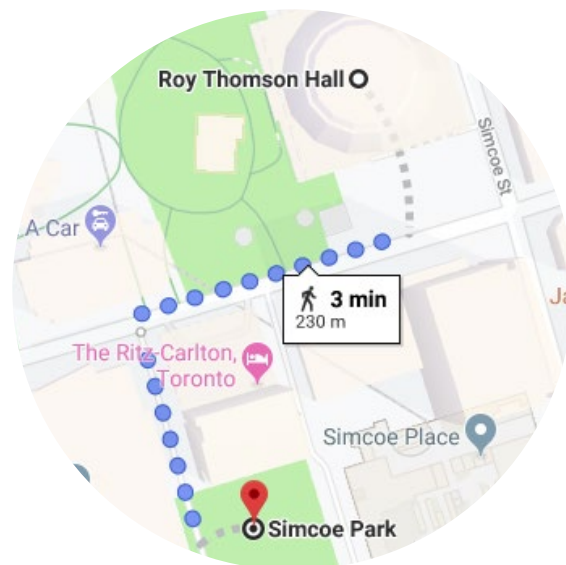 Roy Thomson Hall
Simcoe St
A Car
3 min
230 m
The Ritz-Carlton,
Toronto
Simcoe Place
Simcoe Park